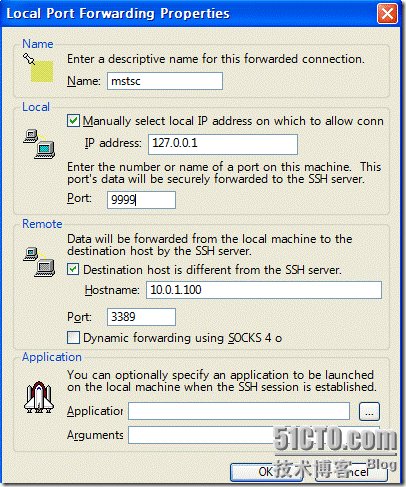 Local Port Forwarding Properties
Name
Enter a descriptive name for this forwarded connection.
Name: mstsc
Local
Manually select local IP address on which to allow conn
IP address: 127.0.0.1
Enter the number or name of a port on this machine. This
port's data will be securely forwarded to the SSH server.
Port: 9999
Remote
Data will be forwarded from the local machine to the
destination host by the SSH server.
Destination host is different from the SSH server.
Hostname: 10.0.1.100
Port: 3389
Dynamic forwarding using SOCKS 4 o
Application
You can optionally specify an application to be launched
on the local machine when the SSH session is established.
Application ...
Arguments
51CTO.com
技术博客 Blog
OK Cancel